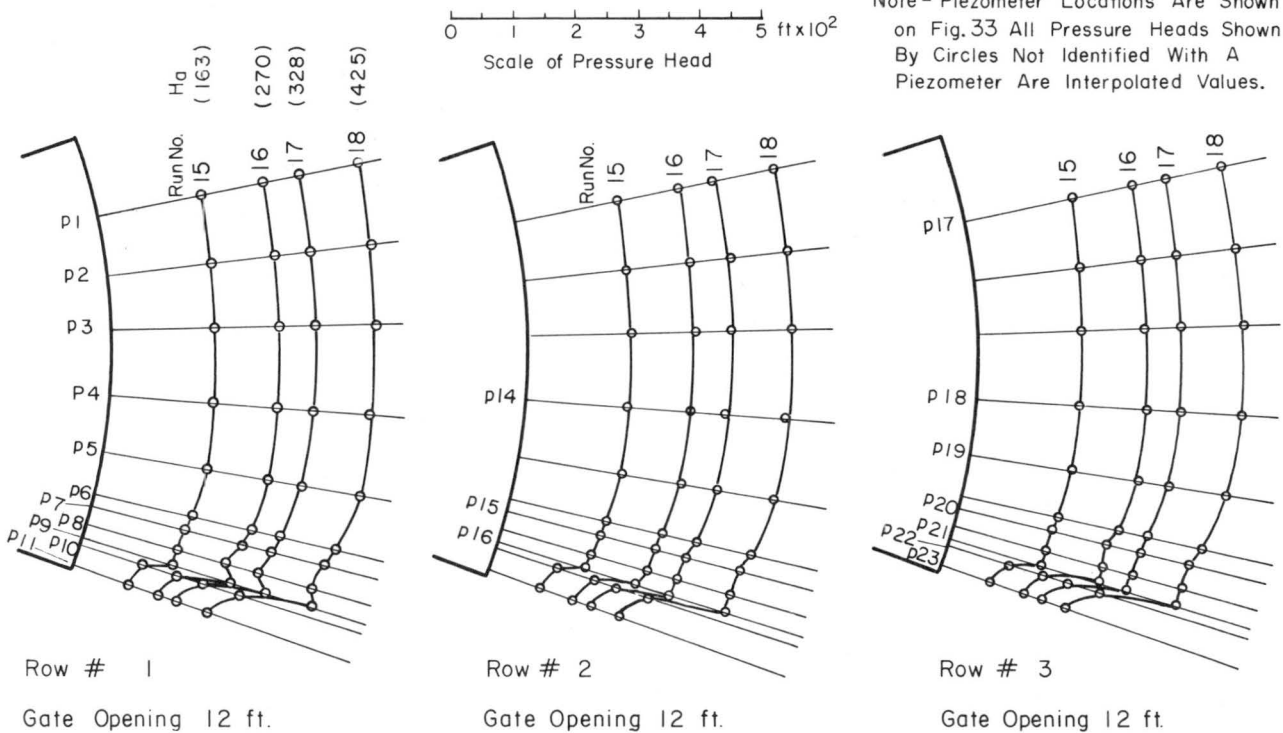 0 1 2 3 4 5 ft x 10²
Scale of Pressure Head
Note - Piezometer Locations Are Shown
on Fig. 33 All Pressure Heads Shown
By Circles Not Identified With A
Piezometer Are Interpolated Values.
Ha (163) (270) (328) (425)
Run No. 15 16 17 18
P1
P2
P3
P4
P5
P6
P7
P8
P9
P10
P11
Row # 1
Gate Opening 12 ft.
Run No. 15 16 17 18
P14
P15
P16
Row # 2
Gate Opening 12 ft.
15 16 17 18
P17
P18
P19
P20
P21
P22
P23
Row # 3
Gate Opening 12 ft.